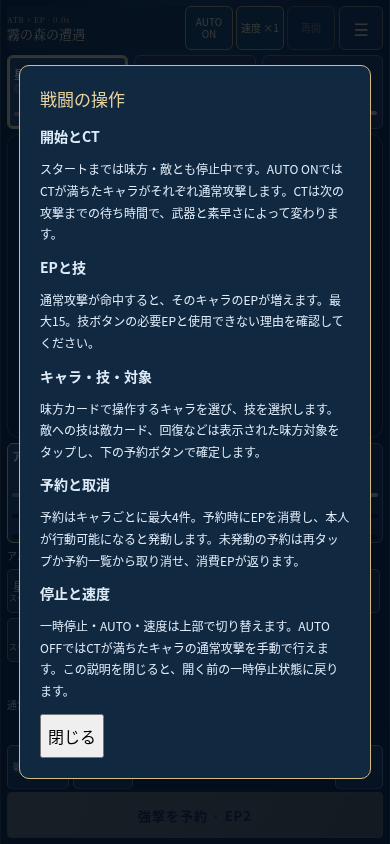 ATB・EP・0.0s
霧の森の遭遇
AUTO
ON
速度 ×1
再開
☰
戦闘の操作
開始とCT
スタートまでは味方・敵とも停止中です。AUTO ONでは
CTが満ちたキャラがそれぞれ通常攻撃します。CTは次の
攻撃までの待ち時間で、武器と素早さによって変わりま
す。
EPと技
通常攻撃が命中すると、そのキャラのEPが増えます。最
大15。技ボタンの必要EPと使用できない理由を確認して
ください。
キャラ・技・対象
味方カードで操作するキャラを選び、技を選択します。
敵への技は敵カード、回復などは表示された味方対象を
タップし、下の予約ボタンで確定します。
予約と取消
予約はキャラごとに最大4件。予約時にEPを消費し、本人
が行動可能になると発動します。未発動の予約は再タッ
プか予約一覧から取り消せ、消費EPが返ります。
停止と速度
一時停止・AUTO・速度は上部で切り替えます。AUTO
OFFではCTが満ちたキャラの通常攻撃を手動で行えま
す。この説明を閉じると、開く前の一時停止状態に戻り
ます。
閉じる
強撃を予約 · EP2